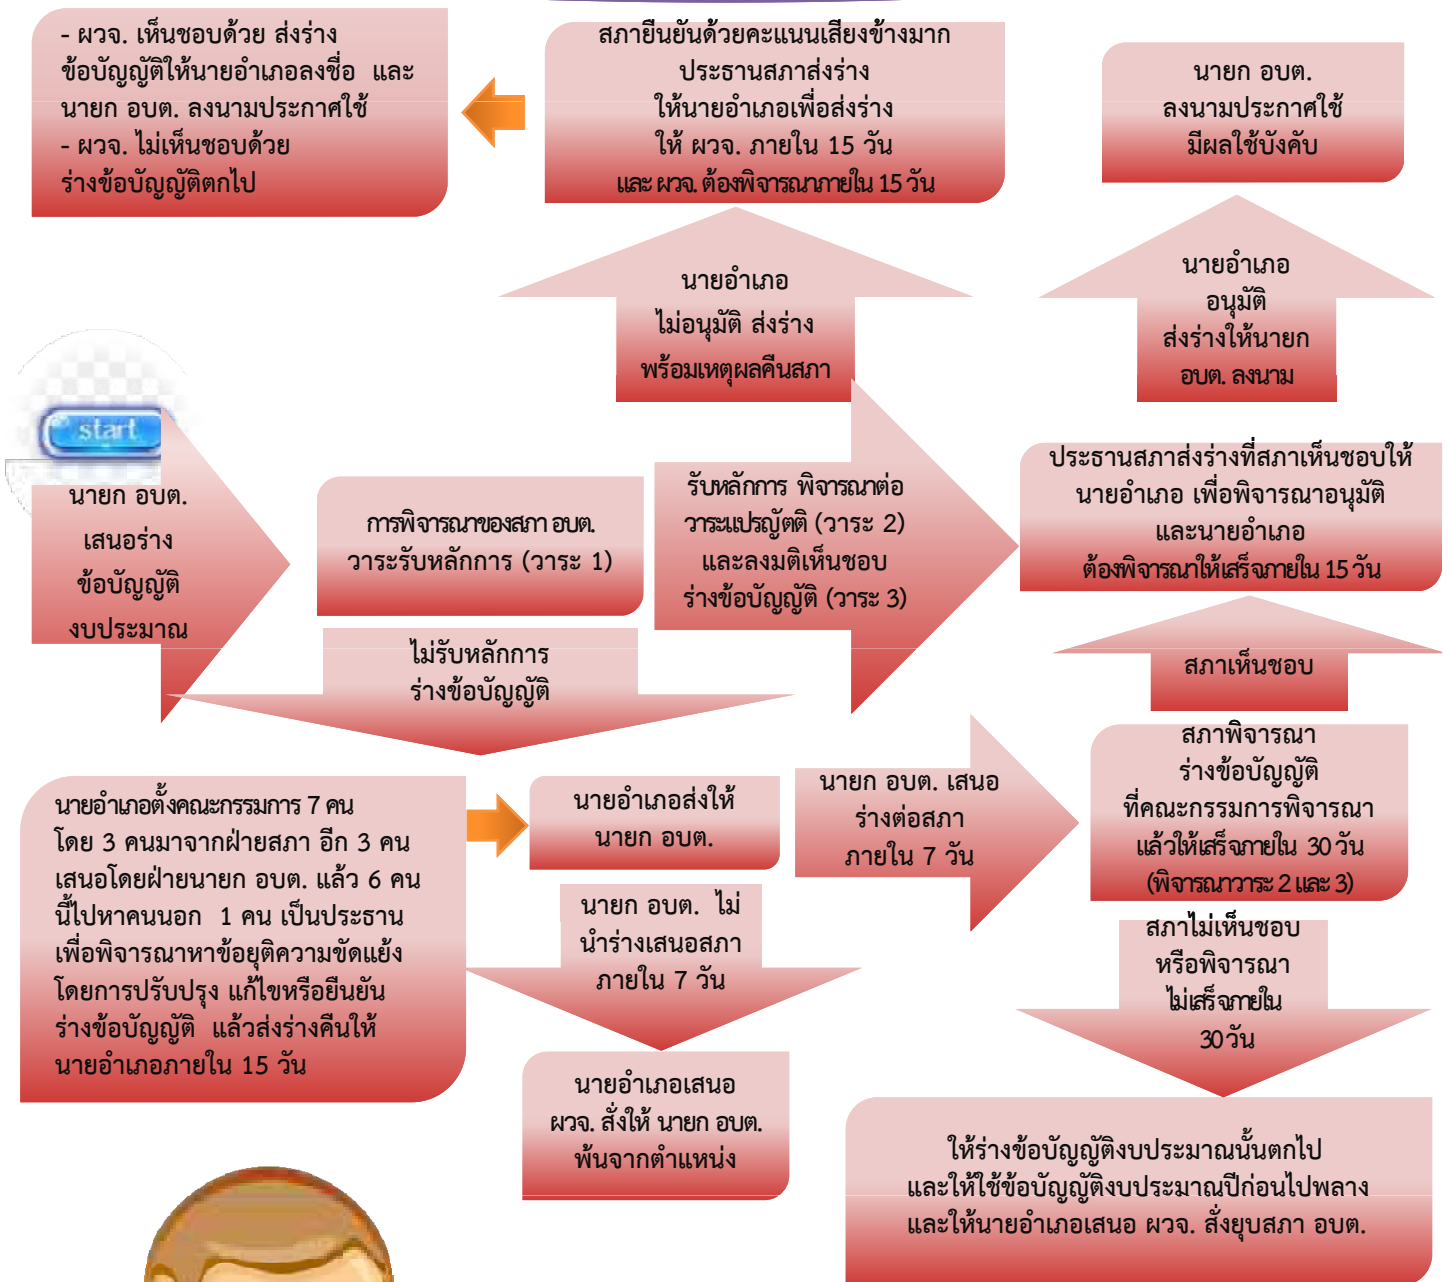 - ผวจ. เห็นชอบด้วย ส่งร่าง
ข้อบัญญัติให้นายอำเภอลงชื่อ และ
นายก อบต. ลงนามประกาศใช้
- ผวจ. ไม่เห็นชอบด้วย
ร่างข้อบัญญัติตกไป
สภายืนยันด้วยคะแนนเสียงข้างมาก
ประธานสภาส่งร่าง
ให้นายอำเภอเพื่อส่งร่าง
ให้ ผวจ. ภายใน 15 วัน
และ ผวจ. ต้องพิจารณาภายใน 15 วัน
นายก อบต.
ลงนามประกาศใช้
มีผลใช้บังคับ
นายอำเภอ
ไม่อนุมัติ ส่งร่าง
พร้อมเหตุผลคืนสภา
นายอำเภอ
อนุมัติ
ส่งร่างให้นายก
อบต. ลงนาม
start
นายก อบต.
เสนอร่าง
ข้อบัญญัติ
งบประมาณ
การพิจารณาของสภา อบต.
วาระรับหลักการ (วาระ 1)
รับหลักการ พิจารณาต่อ
วาระแปรญัตติ (วาระ 2)
และลงมติเห็นชอบ
ร่างข้อบัญญัติ (วาระ 3)
ประธานสภาส่งร่างที่สภาเห็นชอบให้
นายอำเภอ เพื่อพิจารณาอนุมัติ
และนายอำเภอ
ต้องพิจารณาให้เสร็จภายใน 15 วัน
ไม่รับหลักการ
ร่างข้อบัญญัติ
สภาเห็นชอบ
นายอำเภอตั้งคณะกรรมการ 7 คน
โดย 3 คนมาจากฝ่ายสภา อีก 3 คน
เสนอโดยฝ่ายนายก อบต. แล้ว 6 คน
นี้ไปหาคนนอก 1 คน เป็นประธาน
เพื่อพิจารณาหาข้อยุติความขัดแย้ง
โดยการปรับปรุง แก้ไขหรือยืนยัน
ร่างข้อบัญญัติ แล้วส่งร่างคืนให้
นายอำเภอภายใน 15 วัน
นายอำเภอส่งให้
นายก อบต.
นายก อบต. เสนอ
ร่างต่อสภา
ภายใน 7 วัน
สภาพิจารณา
ร่างข้อบัญญัติ
ที่คณะกรรมการพิจารณา
แล้วให้เสร็จภายใน 30 วัน
(พิจารณาวาระ 2 และ 3)
นายก อบต. ไม่
นำร่างเสนอสภา
ภายใน 7 วัน
สภาไม่เห็นชอบ
หรือพิจารณา
ไม่เสร็จภายใน
30 วัน
นายอำเภอเสนอ
ผวจ. สั่งให้ นายก อบต.
พ้นจากตำแหน่ง
ให้ร่างข้อบัญญัติงบประมาณนั้นตกไป
และให้ใช้ข้อบัญญัติงบประมาณปีก่อนไปพลาง
และให้นายอำเภอเสนอ ผวจ. สั่งยุบสภา อบต.